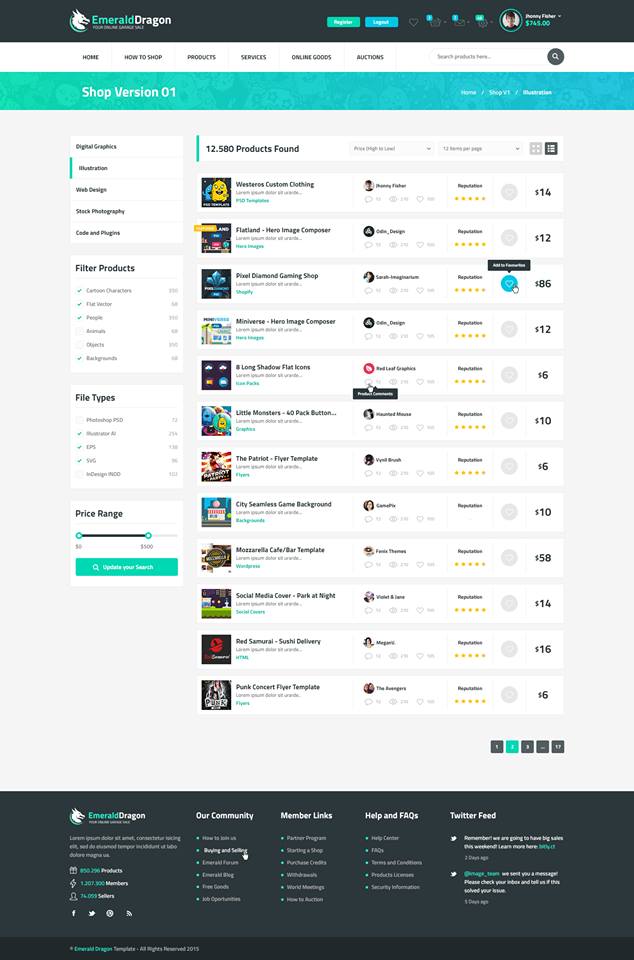 EmeraldDragon
YOUR ONLINE GARAGE SALE
Register
Logout
Jhonny Fisher
$745.00
HOME
HOW TO SHOP
PRODUCTS
SERVICES
ONLINE GOODS
AUCTIONS
Search products here...
Shop Version 01
Home / Shop V1 / Illustration
Digital Graphics
Illustration
Web Design
Stock Photography
Code and Plugins
Filter Products
Cartoon Characters 350
Flat Vector 68
People 350
Animals 68
Objects 350
Backgrounds 68
File Types
Photoshop PSD 72
Illustrator AI 254
EPS 138
SVG 96
InDesign INDD 102
Price Range
$0 $500
Update your Search
12.580 Products Found
Price (High to Low)
12 Items per page
Westeros Custom Clothing
Lorem ipsum dolor sit urarde...
PSD Templates
Jhonny Fisher
Reputation
$14
Flatland - Hero Image Composer
Lorem ipsum dolor sit urarde...
Hero Images
Odin_Design
Reputation
$12
Add to Favourites
Pixel Diamond Gaming Shop
Lorem ipsum dolor sit urarde...
Shopify
Sarah-Imaginarium
Reputation
$86
Miniverse - Hero Image Composer
Lorem ipsum dolor sit urarde...
Hero Images
Odin_Design
Reputation
$12
8 Long Shadow Flat Icons
Lorem ipsum dolor sit urarde...
Icon Packs
Red Leaf Graphics
Product Comments
Reputation
$6
Little Monsters - 40 Pack Button...
Lorem ipsum dolor sit urarde...
Graphics
Haunted Mouse
Reputation
$10
The Patriot - Flyer Template
Lorem ipsum dolor sit urarde...
Flyers
Vynil Brush
Reputation
$6
City Seamless Game Background
Lorem ipsum dolor sit urarde...
Backgrounds
GamePix
Reputation
$10
Mozzarella Cafe/Bar Template
Lorem ipsum dolor sit urarde...
Wordpress
Fenix Themes
Reputation
$58
Social Media Cover - Park at Night
Lorem ipsum dolor sit urarde...
Social Covers
Violet & Jane
Reputation
$14
Red Samurai - Sushi Delivery
Lorem ipsum dolor sit urarde...
HTML
MeganV.
Reputation
$16
Punk Concert Flyer Template
Lorem ipsum dolor sit urarde...
Flyers
The Avengers
Reputation
$6
1 2 3 ... 17
EmeraldDragon
YOUR ONLINE GARAGE SALE
Lorem ipsum dolor sit amet, consectetur isicing
elit, sed do eiusmod tempor incididunt ut labo
dolore magna us.
850.296 Products
1.207.300 Members
74.059 Sellers
Our Community
How to Join us
Buying and Selling
Emerald Forum
Emerald Blog
Free Goods
Job Oportunities
Member Links
Partner Program
Starting a Shop
Purchase Credits
Withdrawals
World Meetings
How to Auction
Help and FAQs
Help Center
FAQs
Terms and Conditions
Products Licenses
Security Information
Twitter Feed
Remember! we are going to have big sales
this weekend! Learn more here: bitly.ct
2 Days ago
@image_team we sent you a message!
Please check your inbox and tell us if this
solved your issue.
5 Days ago
© Emerald Dragon Template - All Rights Reserved 2015